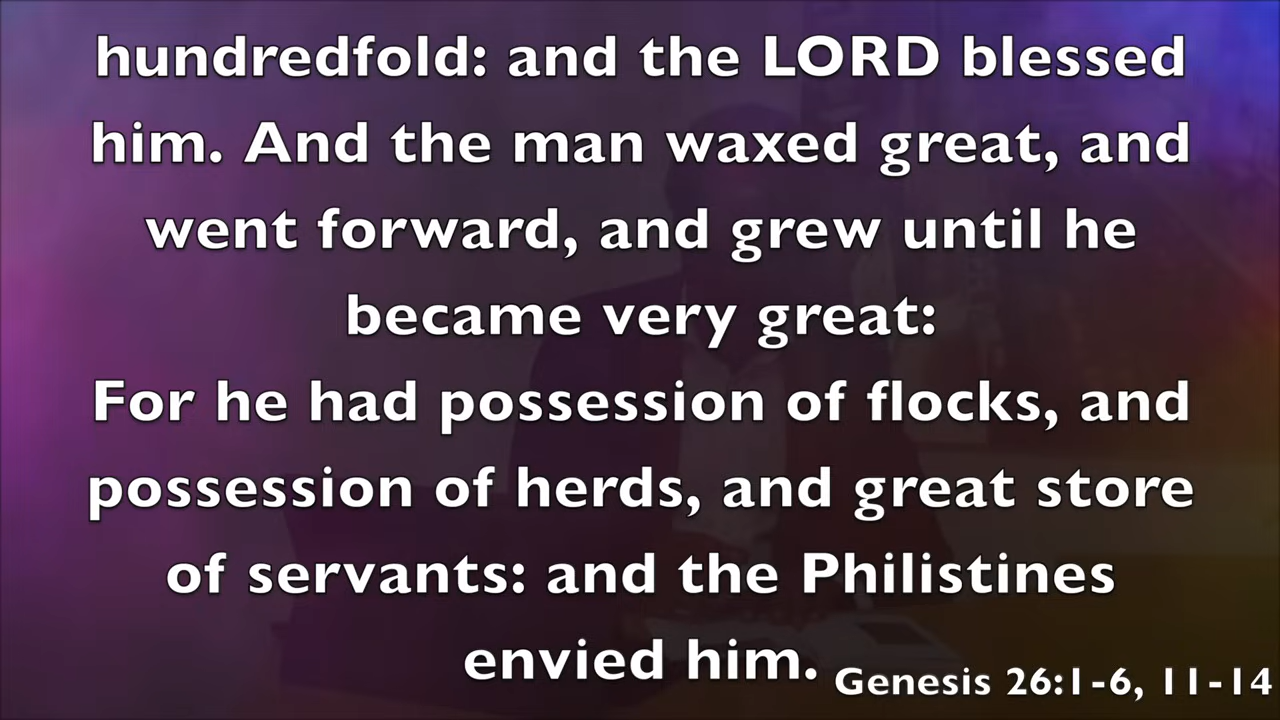 hundredfold: and the LORD blessed
him. And the man waxed great, and
went forward, and grew until he
became very great:
For he had possession of flocks, and
possession of herds, and great store
of servants: and the Philistines
envied him.
Genesis 26:1-6, 11-14